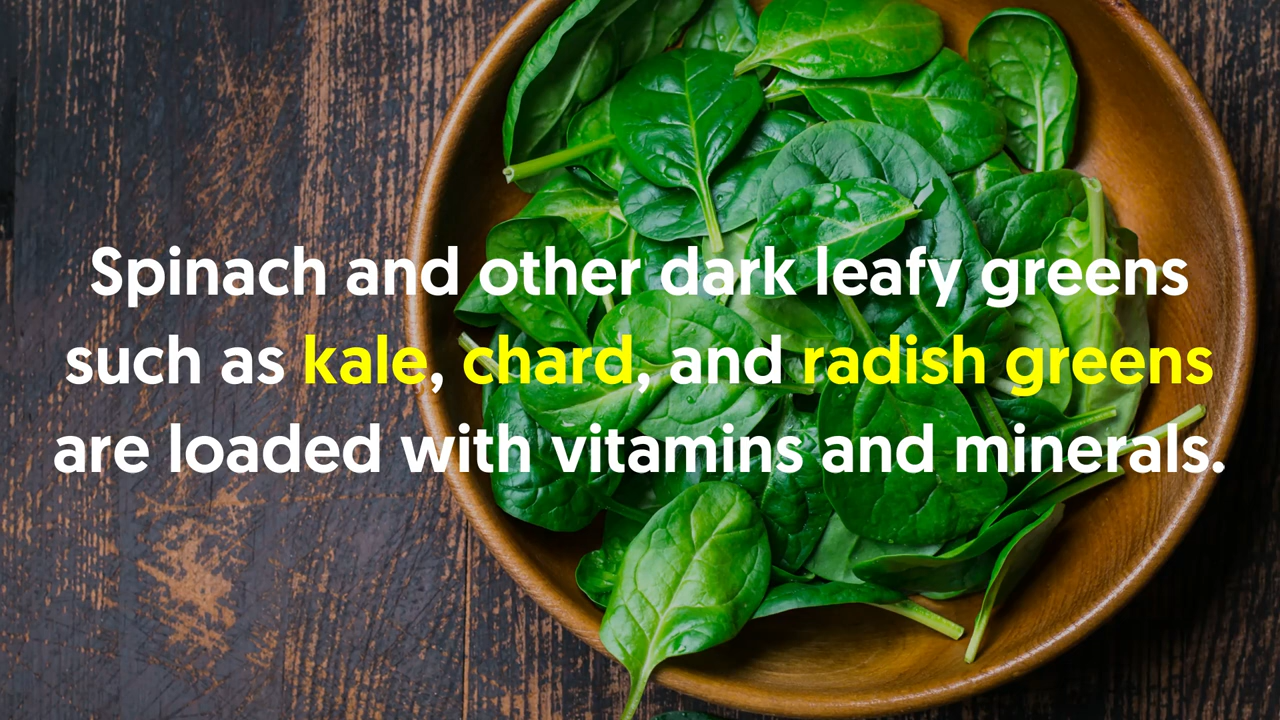 Spinach and other dark leafy greens
such as kale, chard, and radish greens
are loaded with vitamins and minerals.